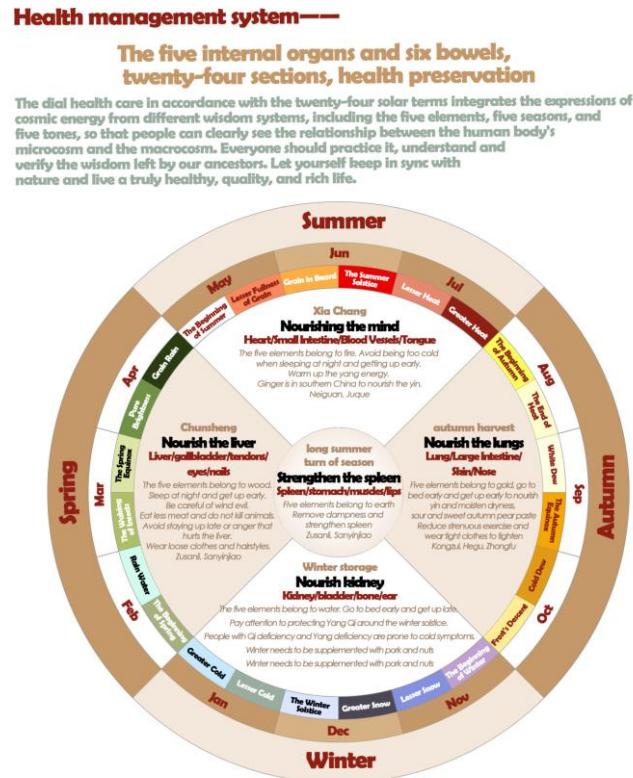 Health management system——
The five internal organs and six bowels,
twenty-four sections, health preservation
The dial health care in accordance with the twenty-four solar terms integrates the expressions of
cosmic energy from different wisdom systems, including the five elements, five seasons, and
five tones, so that people can clearly see the relationship between the human body's
microcosm and the macrocosm. Everyone should practice it, understand and
verify the wisdom left by our ancestors. Let yourself keep in sync with
nature and live a truly healthy, quality, and rich life.
Summer
Jun
May
Jul
The Beginning
of Summer
Lesser Fullness
of Grain
Grain in Beard
The Summer
Solstice
Lesser Heat
Greater Heat
Xia Chang
Nourishing the mind
Heart/Small Intestine/Blood Vessels/Tongue
The five elements belong to fire. Avoid being too cold
when sleeping at night and getting up early.
Warm up the yang energy.
Ginger is in southern China to nourish the yin.
Neiguan, Juque
Spring
Apr
Mar
Feb
Grain Rain
Pure
Brightness
The Spring
Equinox
The Waking
of Insects
Rain Water
The Beginning
of Spring
Chunsheng
Nourish the liver
Liver/gallbladder/tendons/
eyes/nails
The five elements belong to wood.
Sleep at night and get up early.
Be careful of wind evil.
Eat less meat and do not kill animals.
Avoid staying up late or anger that
hurts the liver.
Wear loose clothes and hairstyles.
Zusanli, Sanyinjiao
long summer
turn of season
Strengthen the spleen
Spleen/stomach/muscles/lips
Five elements belong to earth
Remove dampness and
strengthen spleen
Zusanli, Sanyinjiao
autumn harvest
Nourish the lungs
Lung/Large Intestine/
Skin/Nose
Five elements belong to gold, go to
bed early and get up early to nourish
yin and moisten dryness,
sour and sweet autumn pear paste
Reduce strenuous exercise and
wear tight clothes to tighten
Kongzui, Hegu, Zhongfu
Autumn
Aug
Sep
Oct
The Beginning
of Autumn
The End of
Heat
White Dew
The Autumn
Equinox
Cold Dew
Frost's Descent
Winter storage
Nourish kidney
Kidney/bladder/bone/ear
The five elements belong to water. Go to bed early and get up late.
Pay attention to protecting Yang Qi around the winter solstice.
People with Qi deficiency and Yang deficiency are prone to cold symptoms.
Winter needs to be supplemented with pork and nuts
Winter needs to be supplemented with pork and nuts
Greater Cold
Lesser Cold
The Winter
Solstice
Greater Snow
Lesser Snow
The Beginning
of Winter
Jan
Dec
Nov
Winter